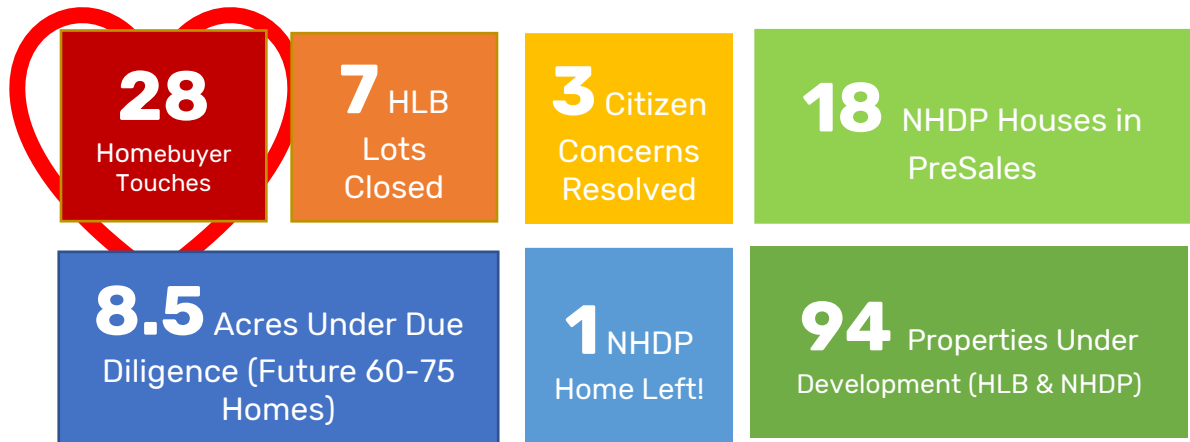 28
Homebuyer
Touches
7 HLB
Lots
Closed
3 Citizen
Concerns
Resolved
18 NHDP Houses in
PreSales
8.5 Acres Under Due
Diligence (Future 60-75
Homes)
1 NHDP
Home Left!
94 Properties Under
Development (HLB & NHDP)